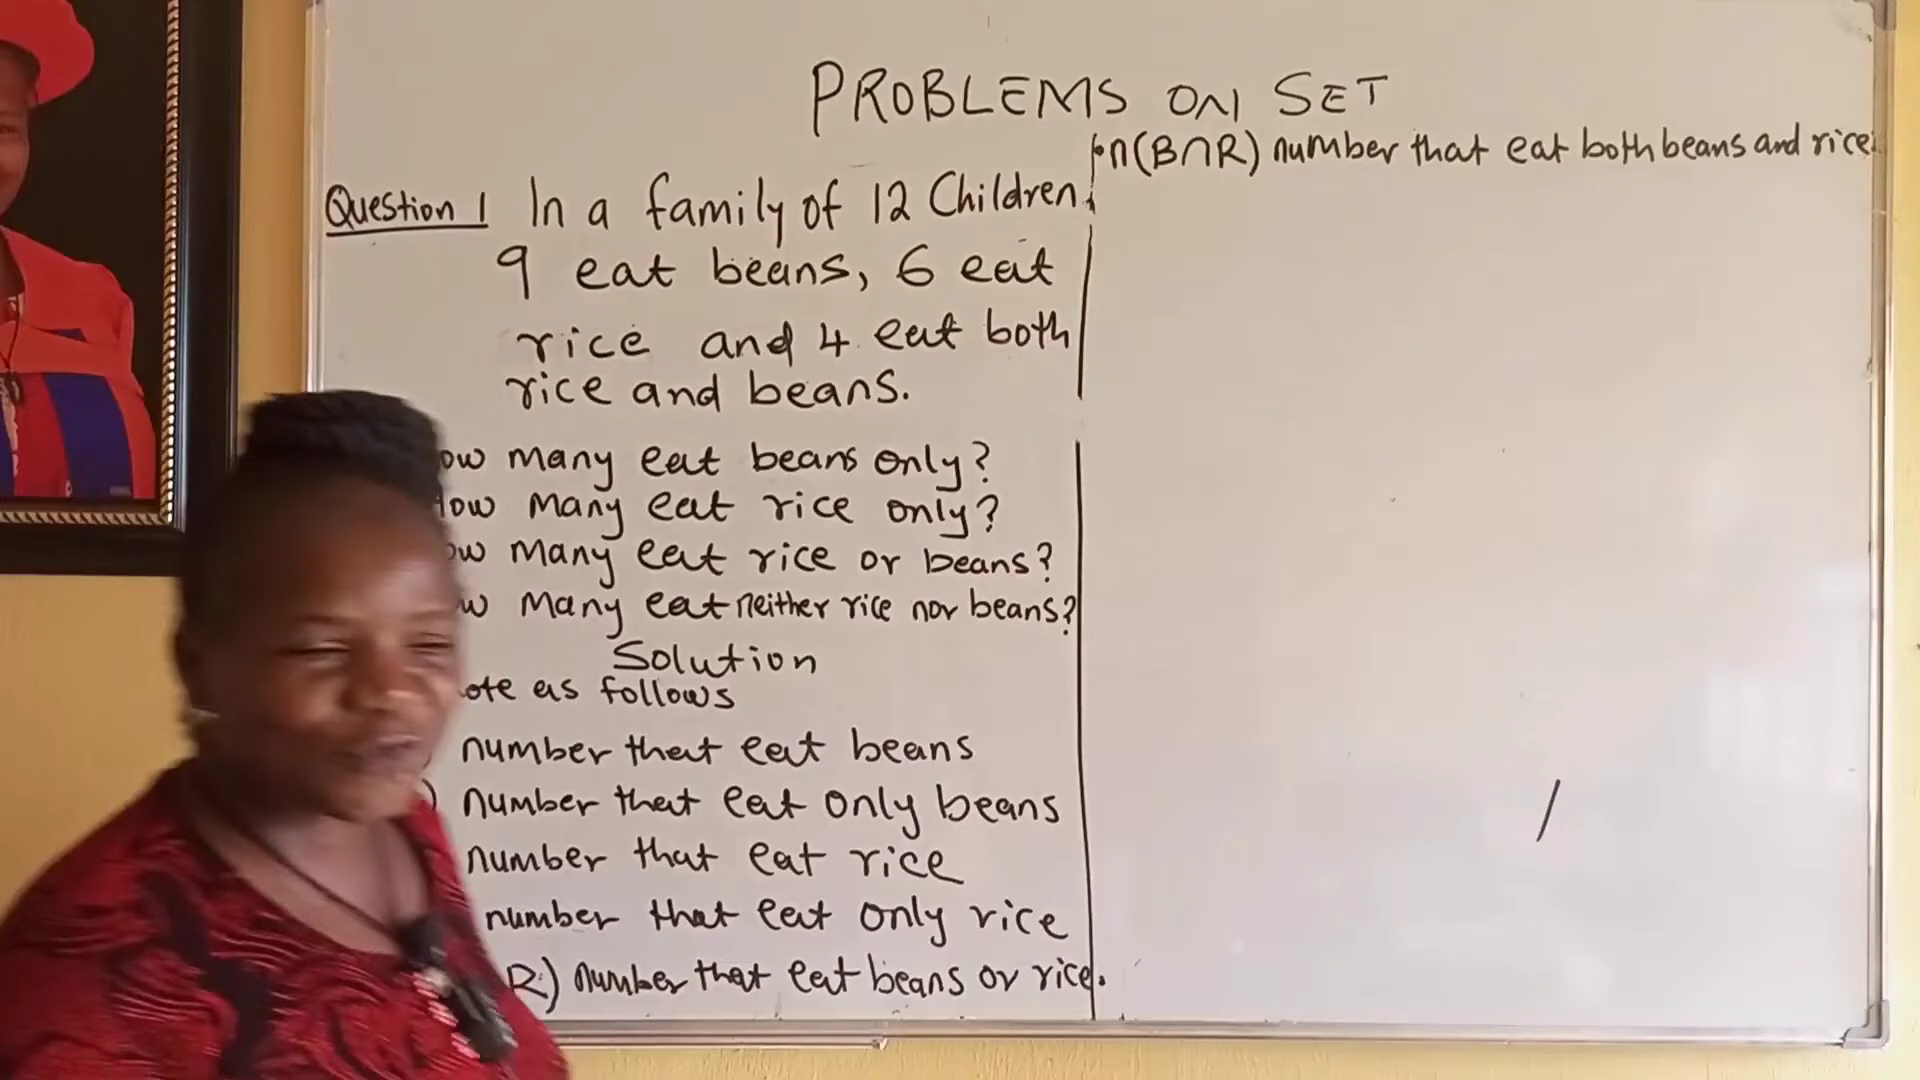 PROBLEMS ON SET
Question 1 In a family of 12 Children,
9 eat beans, 6 eat
rice and 4 eat both
rice and beans.
many eat beans only?
many eat rice only?
many eat rice or beans?
many eat neither rice nor beans?
Solution
as follows
number that eat beans
number that eat only beans
number that eat rice
number that eat only rice
R) number that eat beans or rice.
n(B∩R) number that eat both beans and rice.